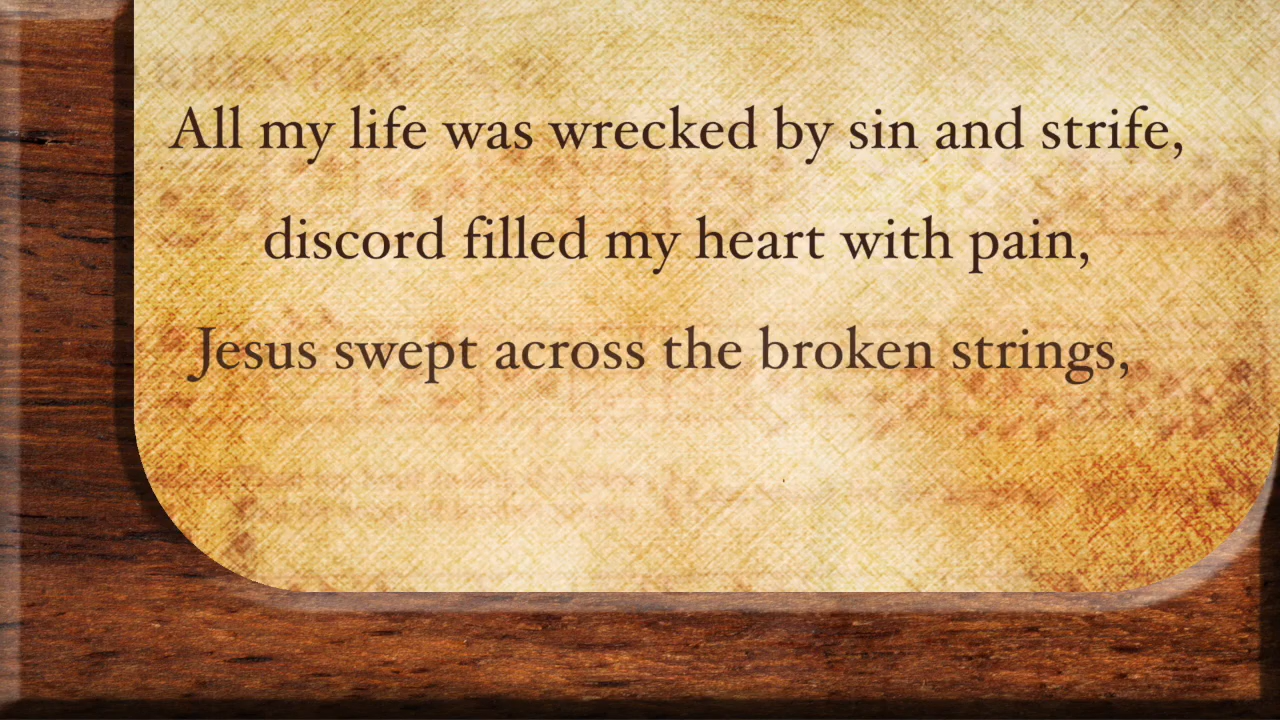 All my life was wrecked by sin and strife,
discord filled my heart with pain,
Jesus swept across the broken strings,